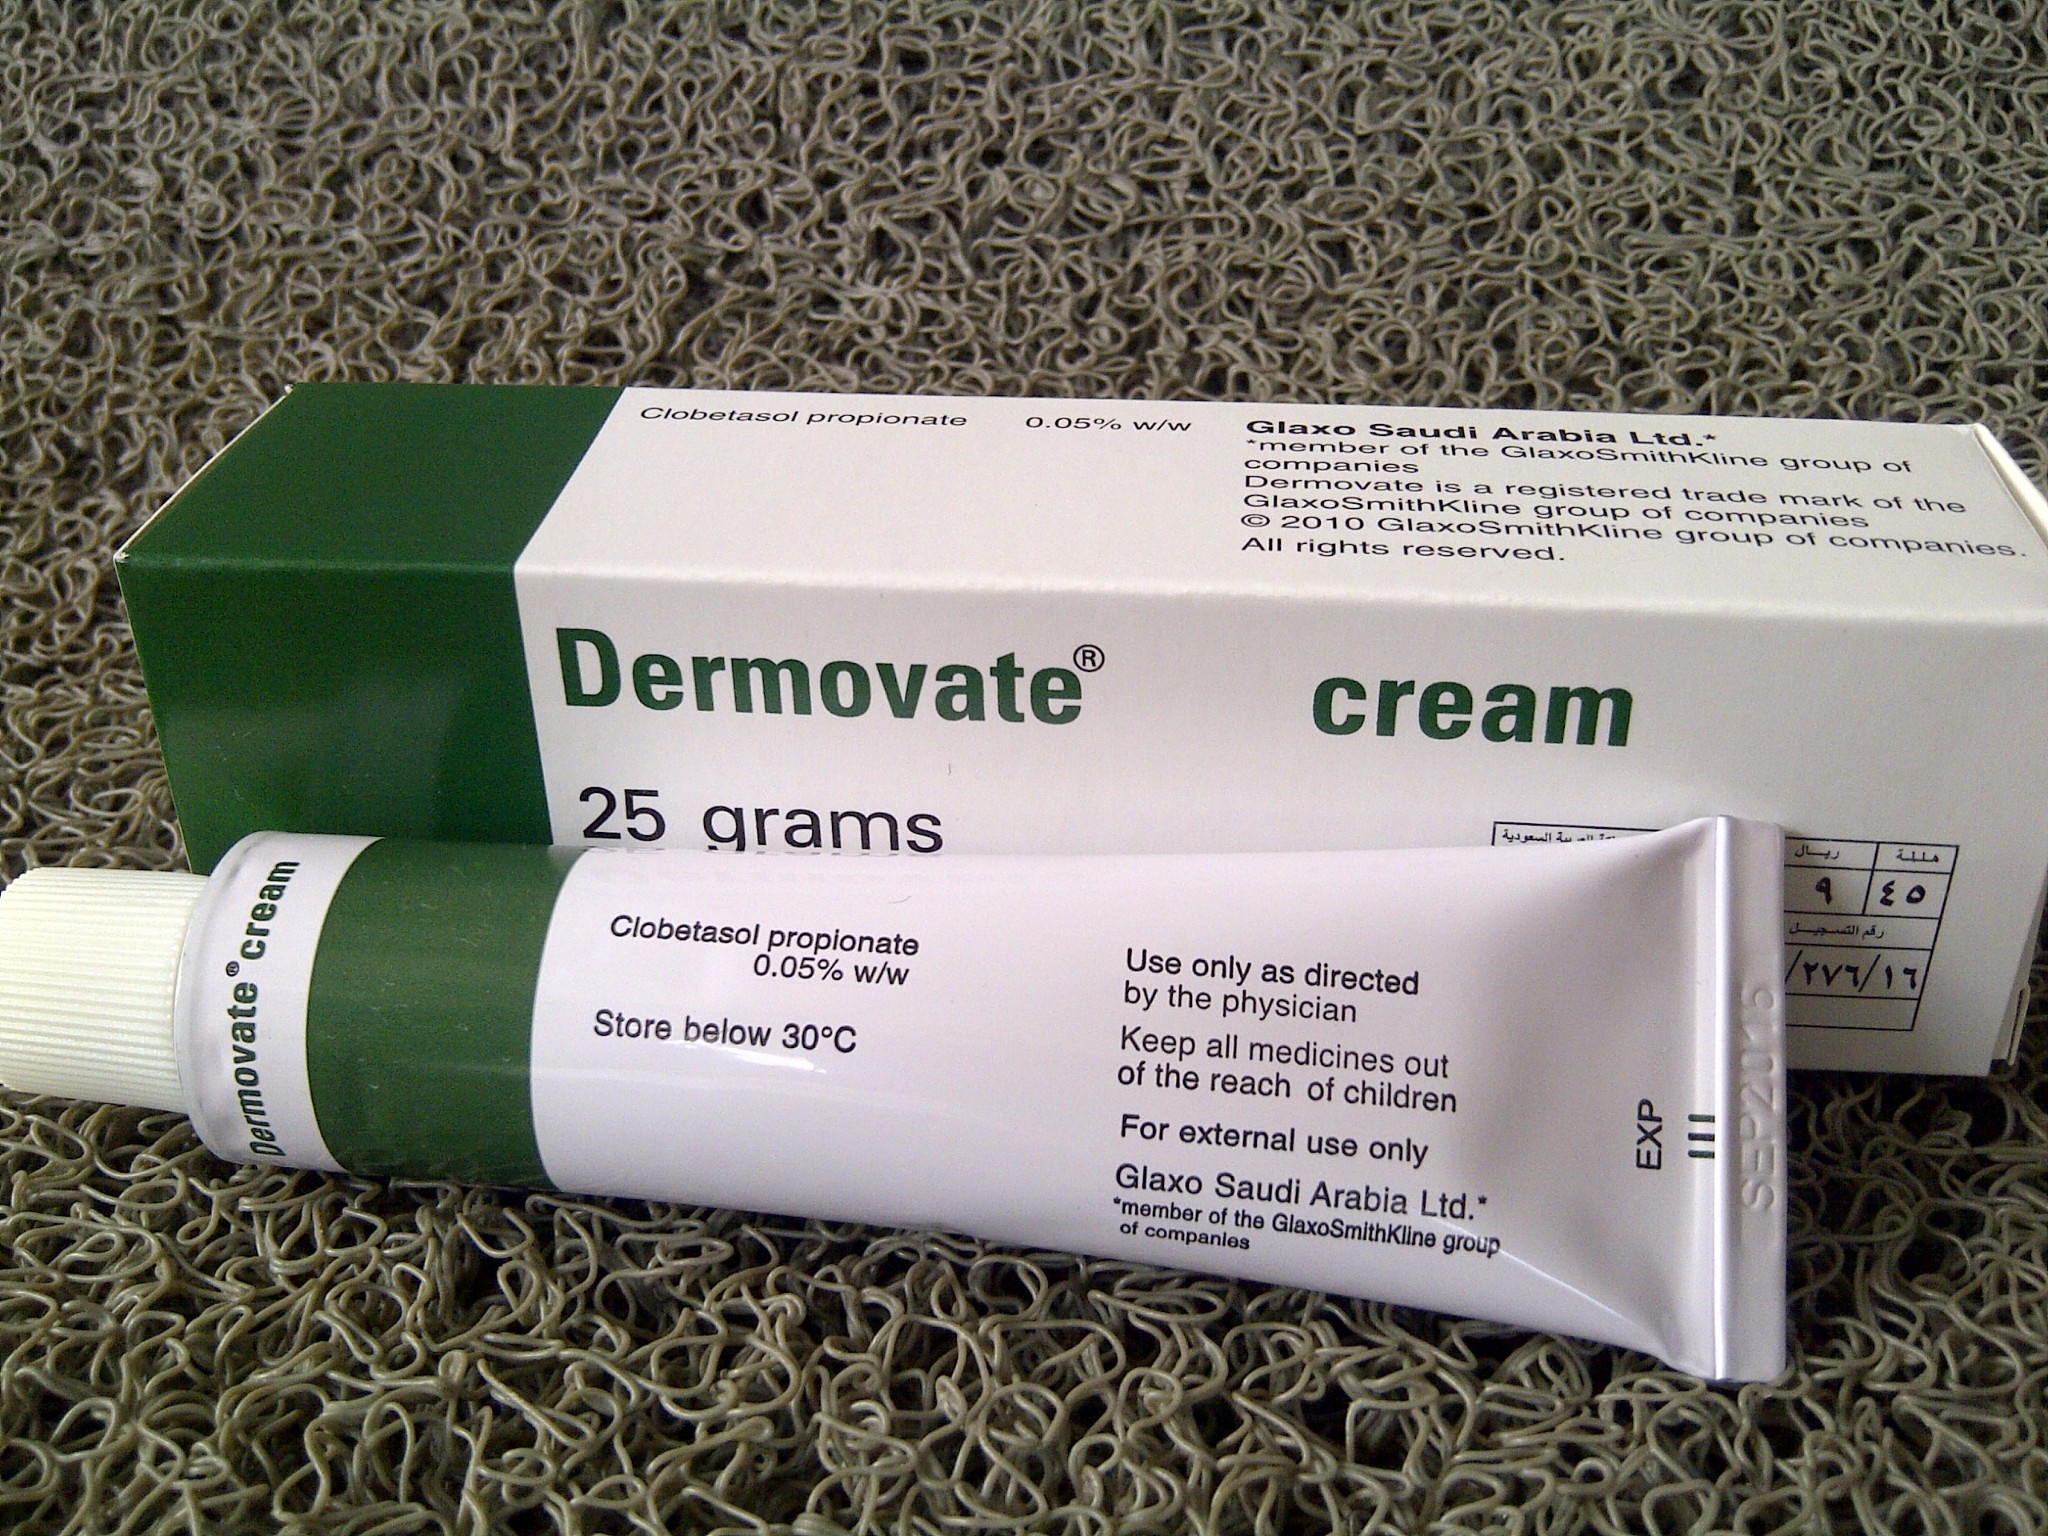 Clobetasol propionate 0.05% w/w
Glaxo Saudi Arabia Ltd.*
*member of the GlaxoSmithKline group of
companies
Dermovate is a registered trade mark of the
GlaxoSmithKline group of companies
© 2010 GlaxoSmithKline group of companies.
All rights reserved.
Dermovate® cream
25 grams
العربية السعودية
ريال هللة
٩ ٤٥
رقم التسجيل
/٢٧٦/١٦
Dermovate® cream
Clobetasol propionate
0.05% w/w
Store below 30°C
Use only as directed
by the physician
Keep all medicines out
of the reach of children
For external use only
Glaxo Saudi Arabia Ltd.*
*member of the GlaxoSmithKline group
of companies
EXP
SEP2015